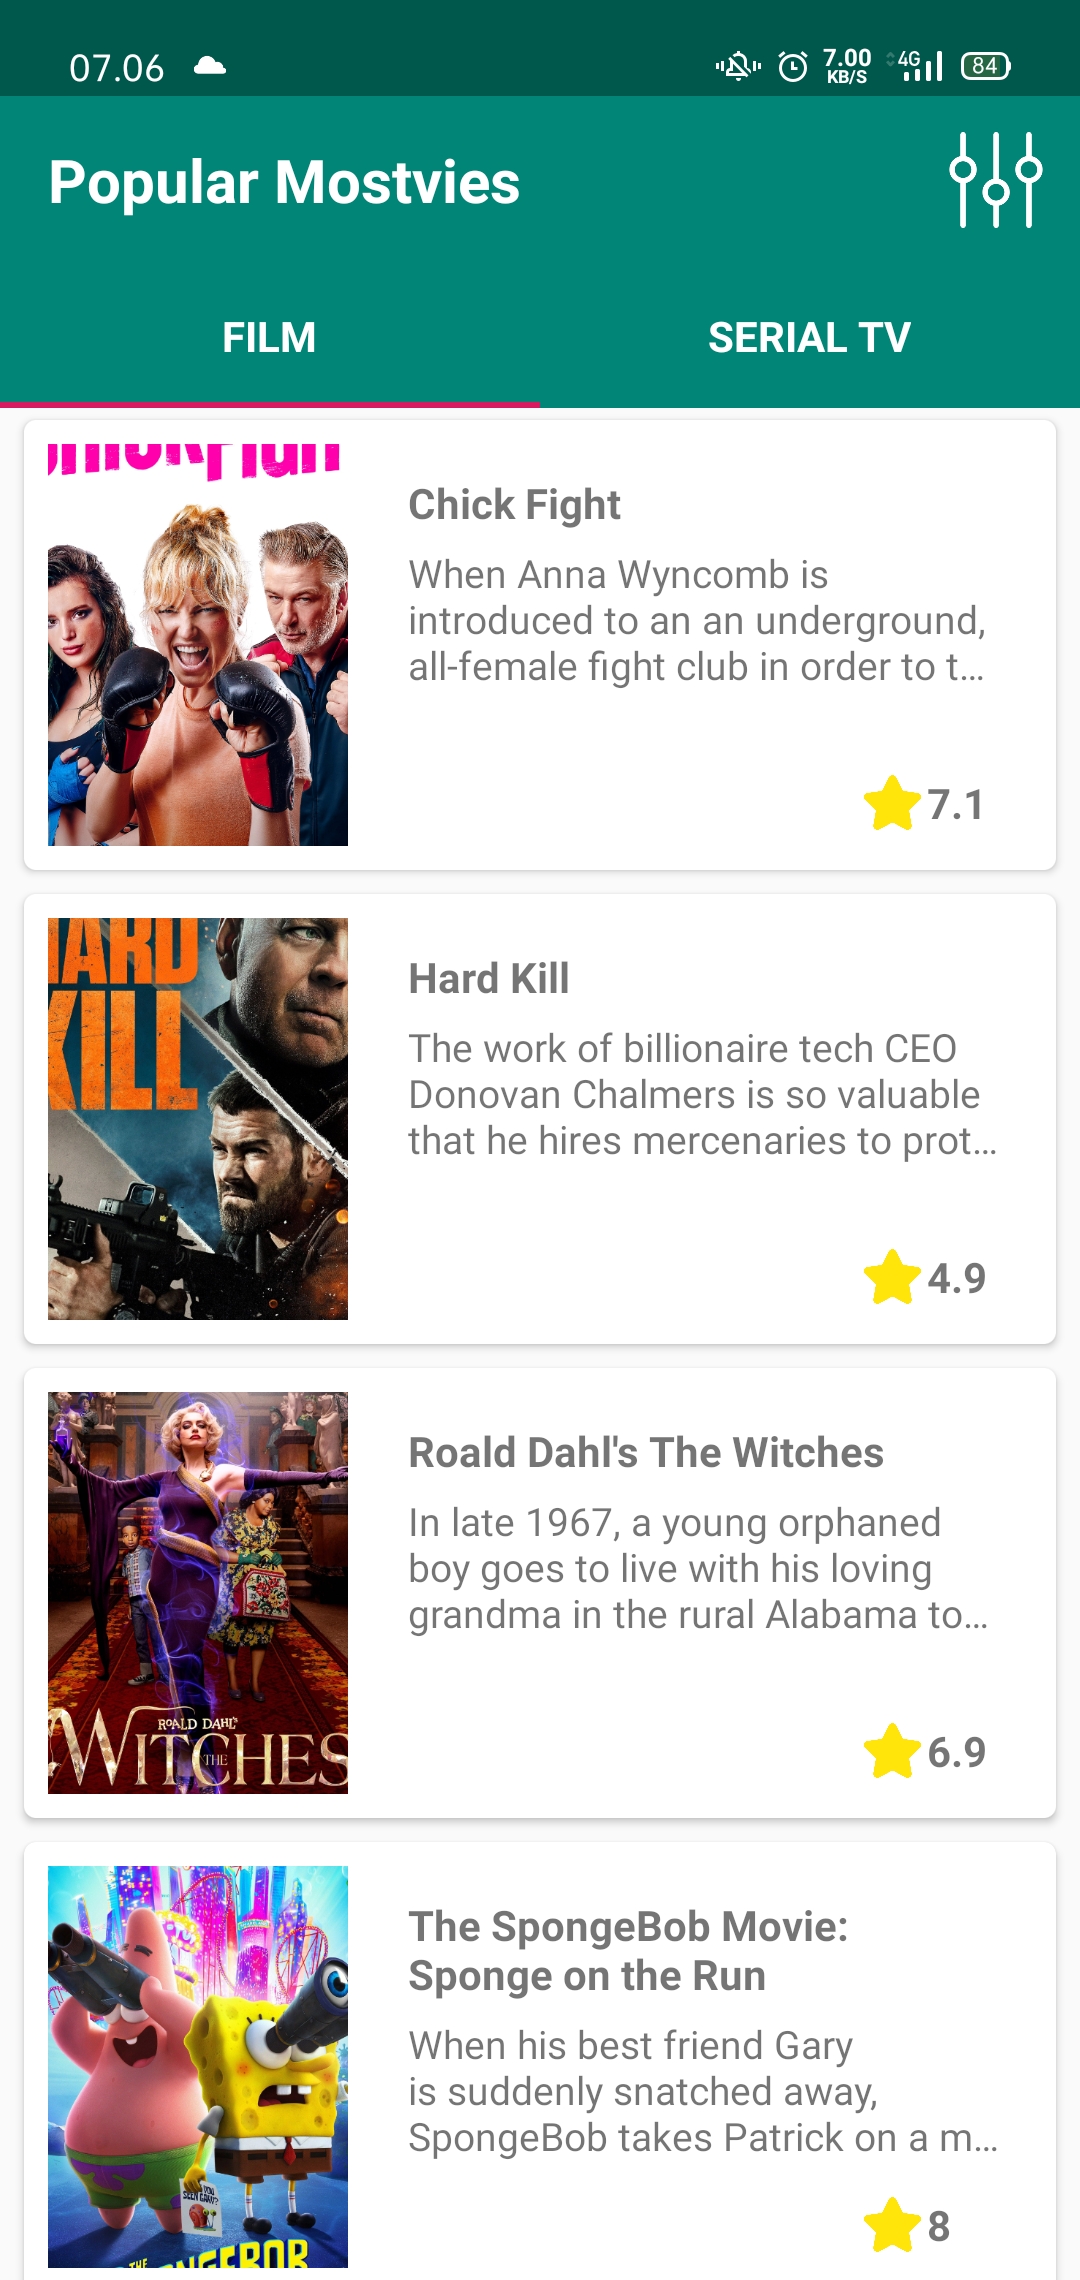 07.06
7.00
KB/S
4G
84
Popular Mostvies
FILM
SERIAL TV
Chick Fight
When Anna Wyncomb is
introduced to an an underground,
all-female fight club in order to t...
7.1
HARD
KILL
Hard Kill
The work of billionaire tech CEO
Donovan Chalmers is so valuable
that he hires mercenaries to prot...
4.9
ROALD DAHL'S
THE
WITCHES
Roald Dahl's The Witches
In late 1967, a young orphaned
boy goes to live with his loving
grandma in the rural Alabama to...
6.9
YOU
SEEN GARY?
THE
The SpongeBob Movie:
Sponge on the Run
When his best friend Gary
is suddenly snatched away,
SpongeBob takes Patrick on a m...
8